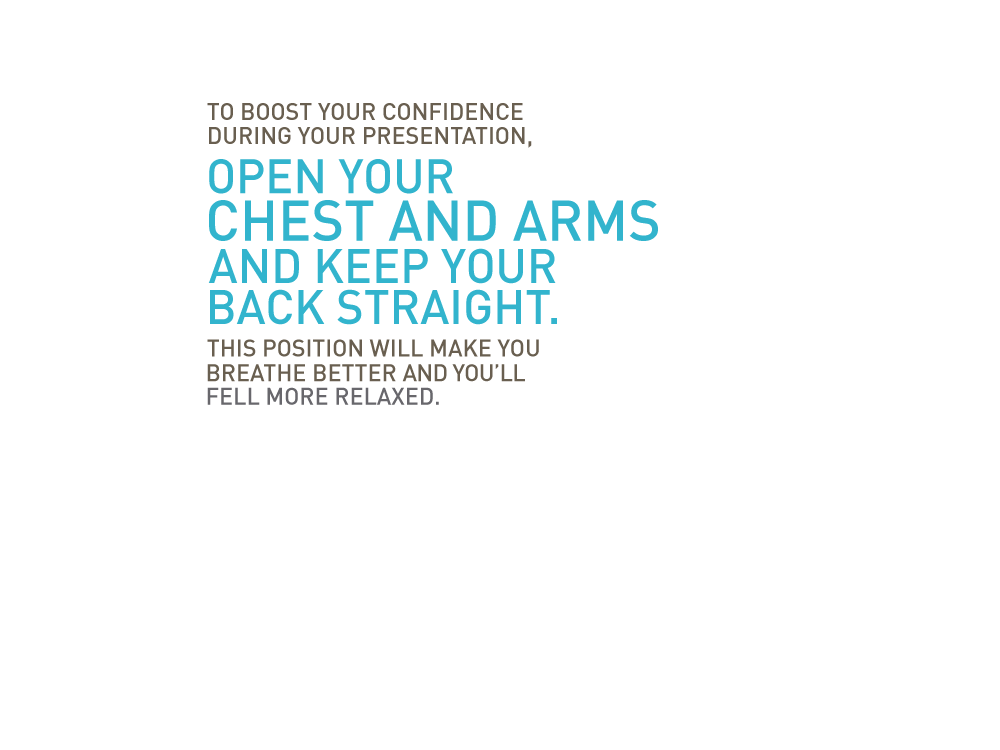 TO BOOST YOUR CONFIDENCE
DURING YOUR PRESENTATION,
OPEN YOUR
CHEST AND ARMS
AND KEEP YOUR
BACK STRAIGHT.
THIS POSITION WILL MAKE YOU
BREATHE BETTER AND YOU'LL
FELL MORE RELAXED.